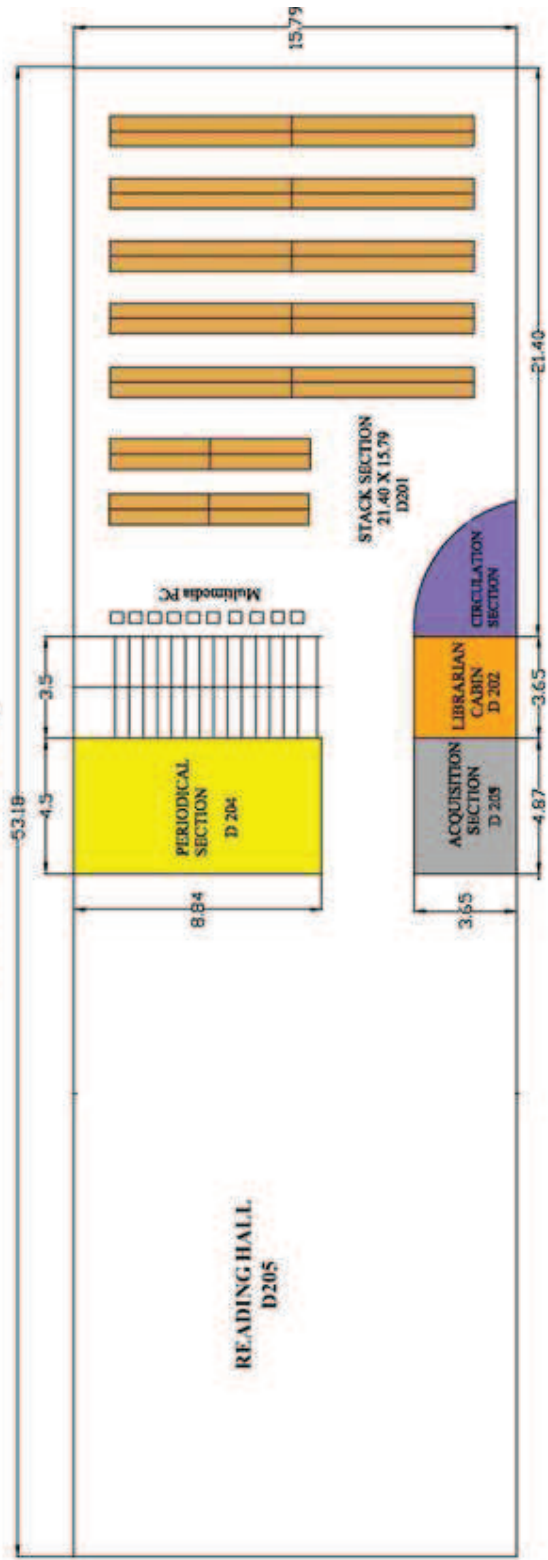 53.18
15.79
4.5
3.5
8.84
PERIODICAL
SECTION
D 204
Multimedia PC
STACK SECTION
21.40 X 15.79
D201
READING HALL
D205
3.65
ACQUISITION
SECTION
LIBRARIAN
CABIN
D 202
CIRCULATION
SECTION
4.87
3.65
21.40